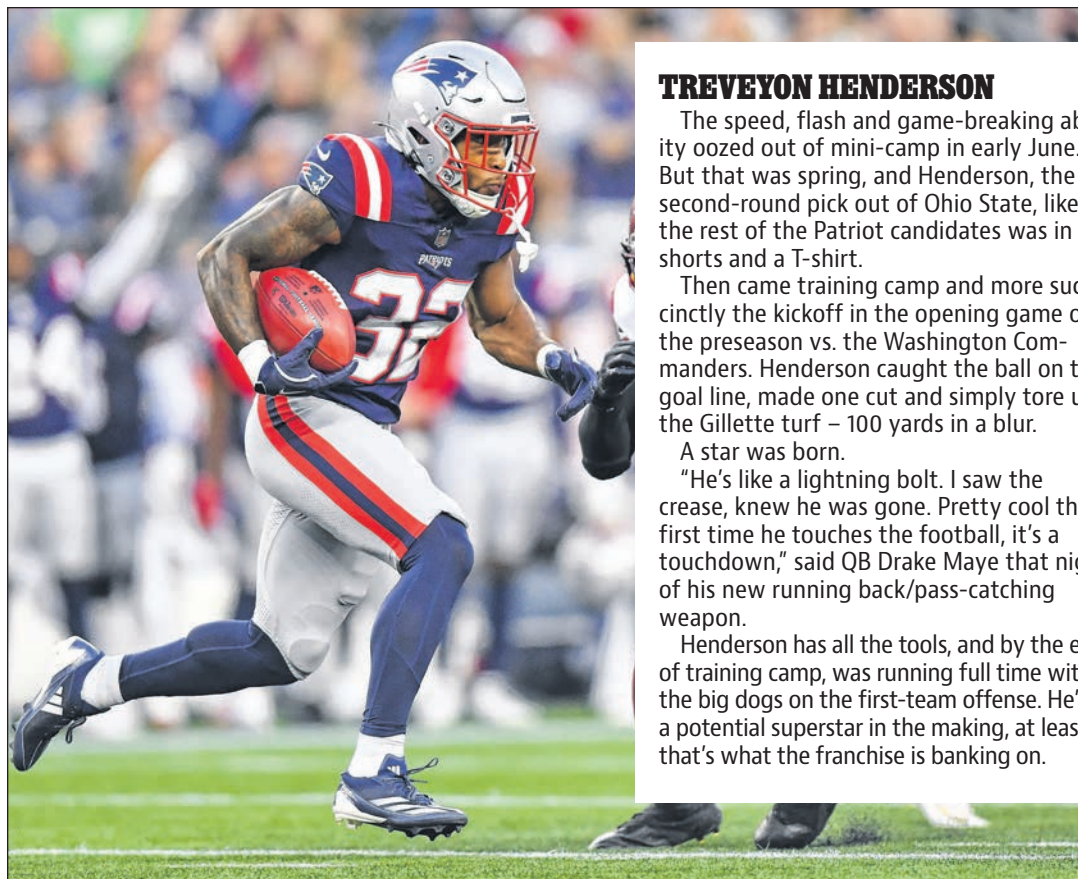 TREVEYON HENDERSON
The speed, flash and game-breaking ab
ity oozed out of mini-camp in early June.
But that was spring, and Henderson, the
second-round pick out of Ohio State, like
the rest of the Patriot candidates was in
shorts and a T-shirt.
Then came training camp and more suc
cinctly the kickoff in the opening game o
the preseason vs. the Washington Com-
manders. Henderson caught the ball on t
goal line, made one cut and simply tore u
the Gillette turf – 100 yards in a blur.
A star was born.
“He’s like a lightning bolt. I saw the
crease, knew he was gone. Pretty cool th
first time he touches the football, it’s a
touchdown,” said QB Drake Maye that nig
of his new running back/pass-catching
weapon.
Henderson has all the tools, and by the e
of training camp, was running full time wit
the big dogs on the first-team offense. He’
a potential superstar in the making, at leas
that’s what the franchise is banking on.
PATRIOTS
32